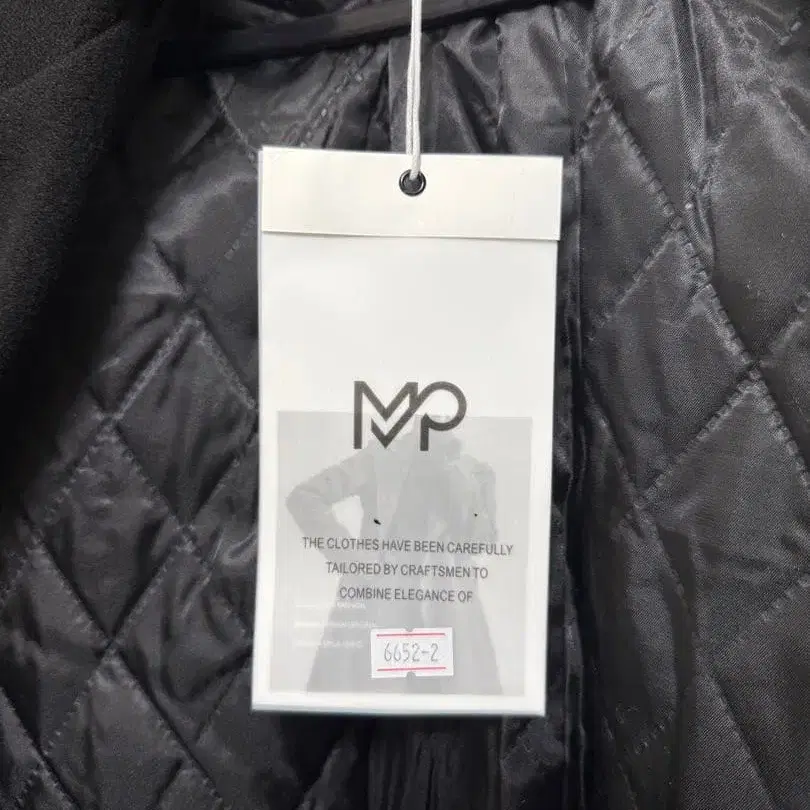 MP
THE CLOTHES HAVE BEEN CAREFULLY
TAILORED BY CRAFTSMEN TO
COMBINE ELEGANCE OF
6652-2